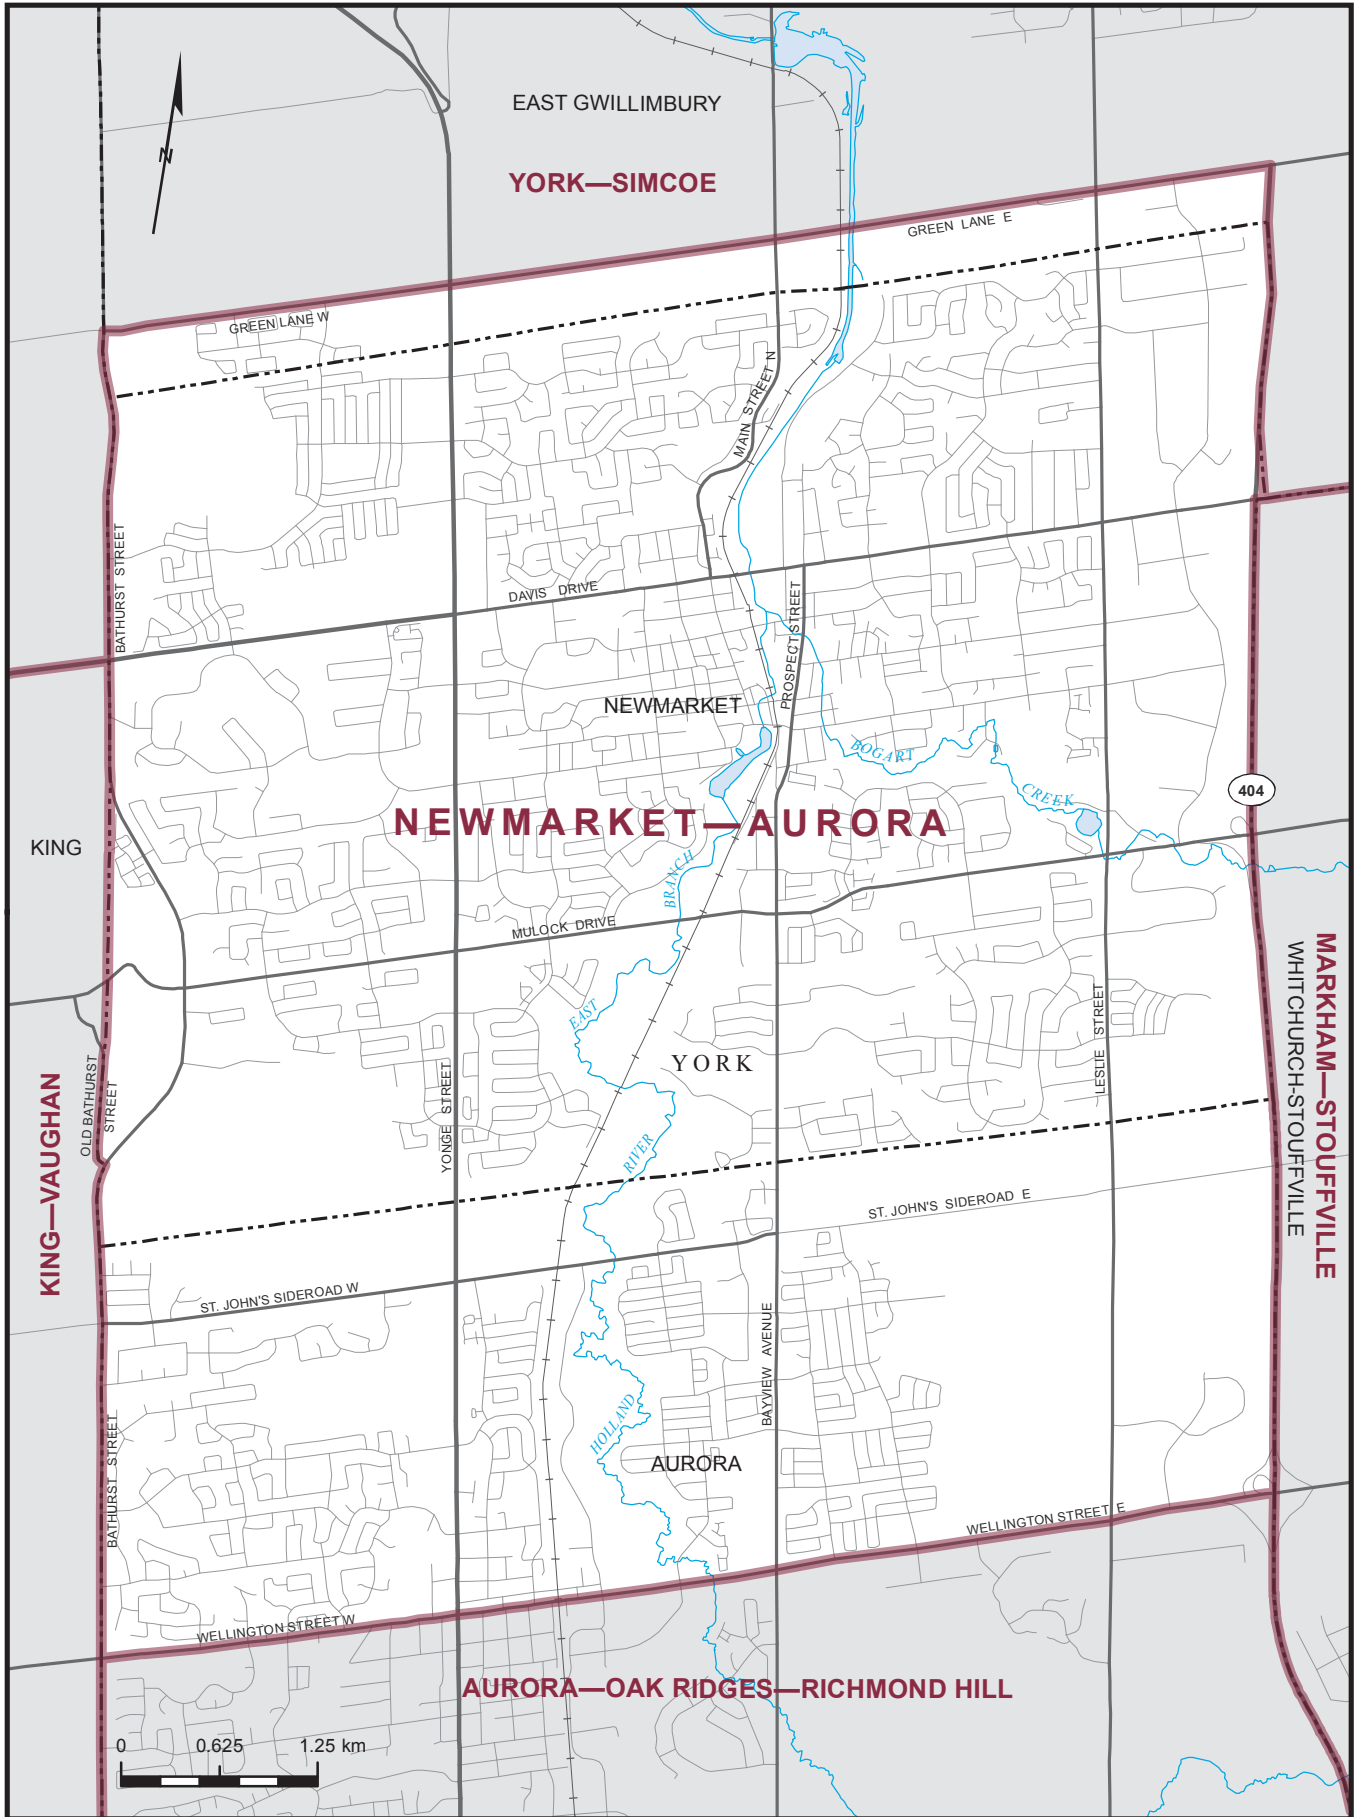 EAST GWILLIMBURY
N
YORK—SIMCOE
GREEN LANE E
GREEN LANE W
MAIN STREET N
BATHURST STREET
DAVIS DRIVE
PROSPECT STREET
NEWMARKET
BOGART
CREEK
404
NEWMARKET—AURORA
KING
BRANCH
MULOCK DRIVE
MARKHAM—STOUFFVILLE
WHITCHURCH-STOUFFVILLE
EAST
LESLIE STREET
YORK
OLD BATHURST
STREET
KING—VAUGHAN
YONGE STREET
RIVER
ST. JOHN'S SIDEROAD E
ST. JOHN'S SIDEROAD W
BAYVIEW AVENUE
HOLLAND
BATHURST STREET
AURORA
WELLINGTON STREET E
WELLINGTON STREET W
AURORA—OAK RIDGES—RICHMOND HILL
0 0.625 1.25 km